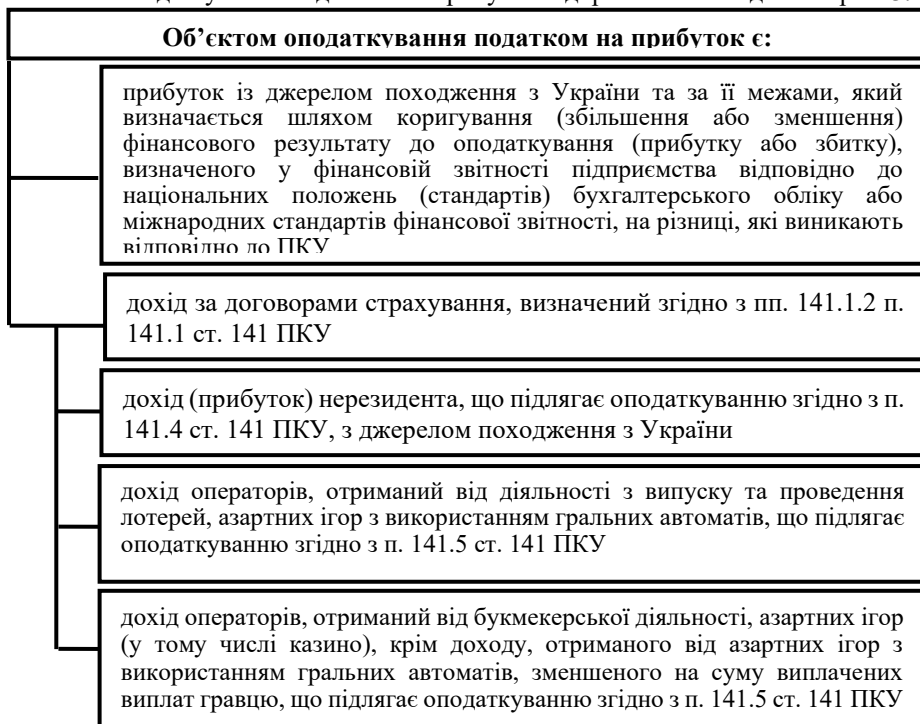 Об’єктом оподаткування податком на прибуток є:
прибуток із джерелом походження з України та за її межами, який
визначається шляхом коригування (збільшення або зменшення)
фінансового результату до оподаткування (прибутку або збитку),
визначеного у фінансовій звітності підприємства відповідно до
національних положень (стандартів) бухгалтерського обліку або
міжнародних стандартів фінансової звітності, на різниці, які виникають
відповідно до ПКУ
дохід за договорами страхування, визначений згідно з пп. 141.1.2 п.
141.1 ст. 141 ПКУ
дохід (прибуток) нерезидента, що підлягає оподаткуванню згідно з п.
141.4 ст. 141 ПКУ, з джерелом походження з України
дохід операторів, отриманий від діяльності з випуску та проведення
лотерей, азартних ігор з використанням гральних автоматів, що підлягає
оподаткуванню згідно з п. 141.5 ст. 141 ПКУ
дохід операторів, отриманий від букмекерської діяльності, азартних ігор
(у тому числі казино), крім доходу, отриманого від азартних ігор з
використанням гральних автоматів, зменшеного на суму виплачених
виплат гравцю, що підлягає оподаткуванню згідно з п. 141.5 ст. 141 ПКУ